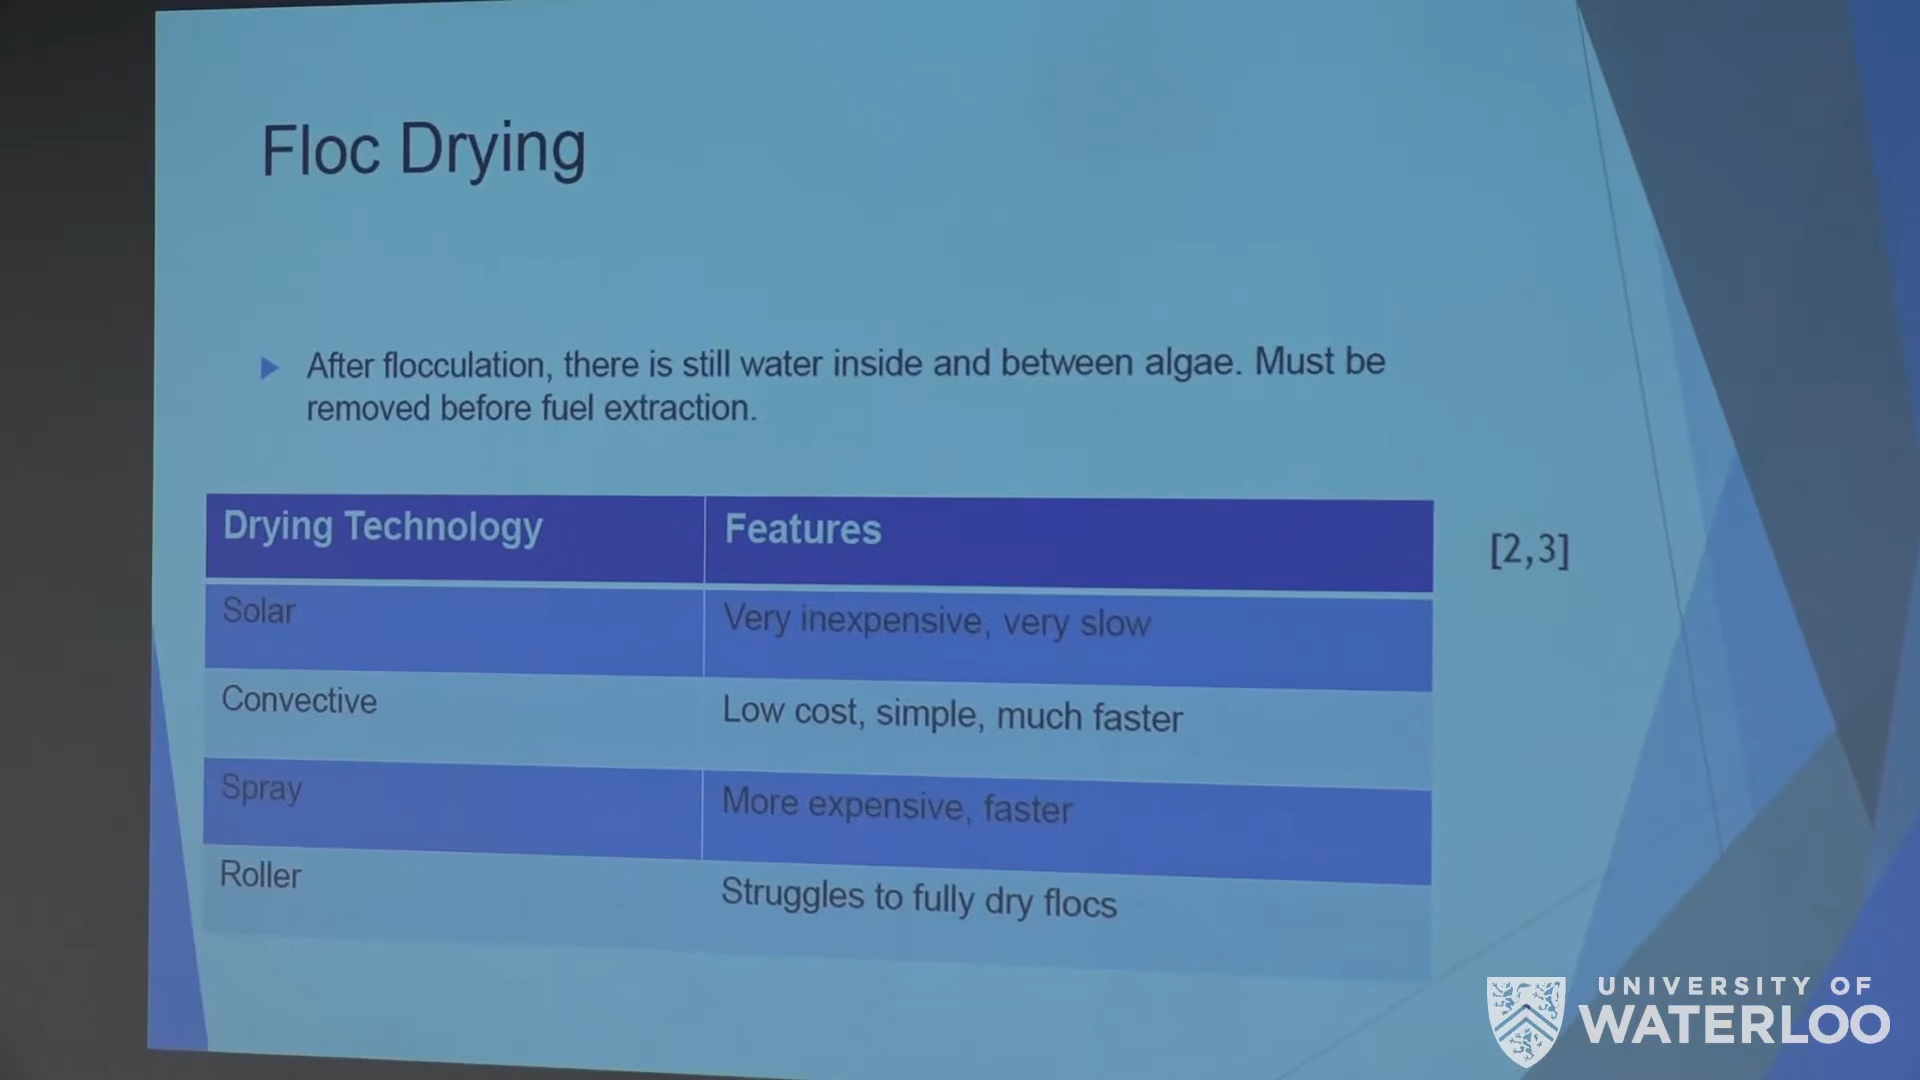 Floc Drying
After flocculation, there is still water inside and between algae. Must be
removed before fuel extraction.
Drying Technology
Features
[2,3]
Solar
Very inexpensive, very slow
Convective
Low cost, simple, much faster
Spray
More expensive, faster
Roller
Struggles to fully dry flocs
UNIVERSITY OF
WATERLOO